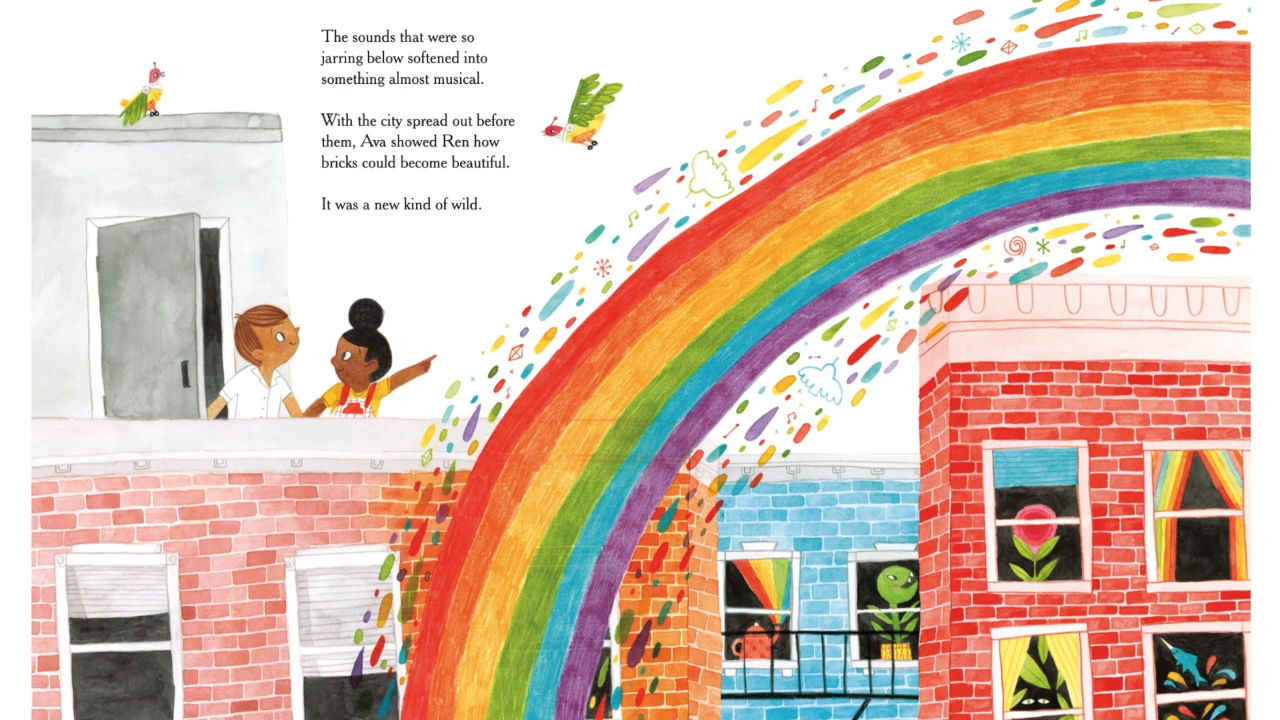 The sounds that were so
jarring below softened into
something almost musical.
With the city spread out before
them, Ava showed Ren how
bricks could become beautiful.
It was a new kind of wild.